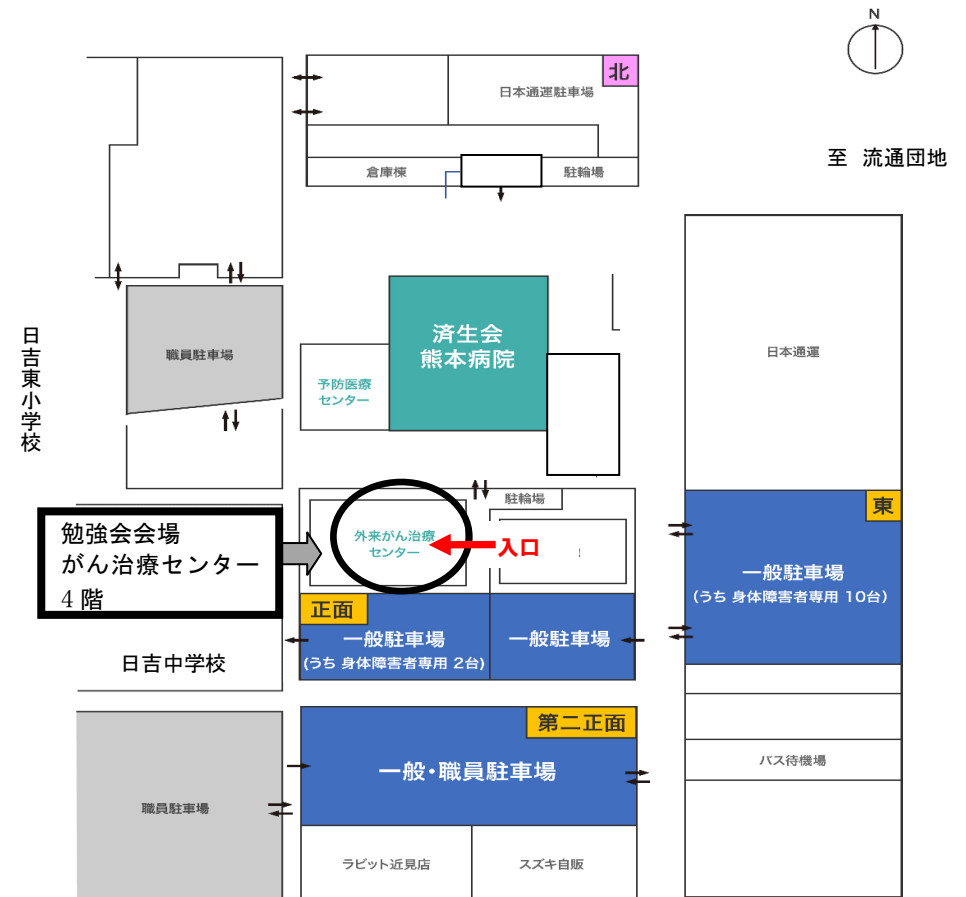 N
北
日本通運駐車場
至 流通団地
倉庫棟
駐輪場
済生会
熊本病院
日本通運
職員駐車場
日吉東小学校
予防医療
センター
駐輪場
東
勉強会会場
がん治療センター
4階
外来がん治療
センター
入口
一般駐車場
(うち 身体障害者専用 10台)
正面
一般駐車場
(うち 身体障害者専用 2台)
一般駐車場
日吉中学校
第二正面
一般・職員駐車場
バス待機場
職員駐車場
ラビット近見店
スズキ自販